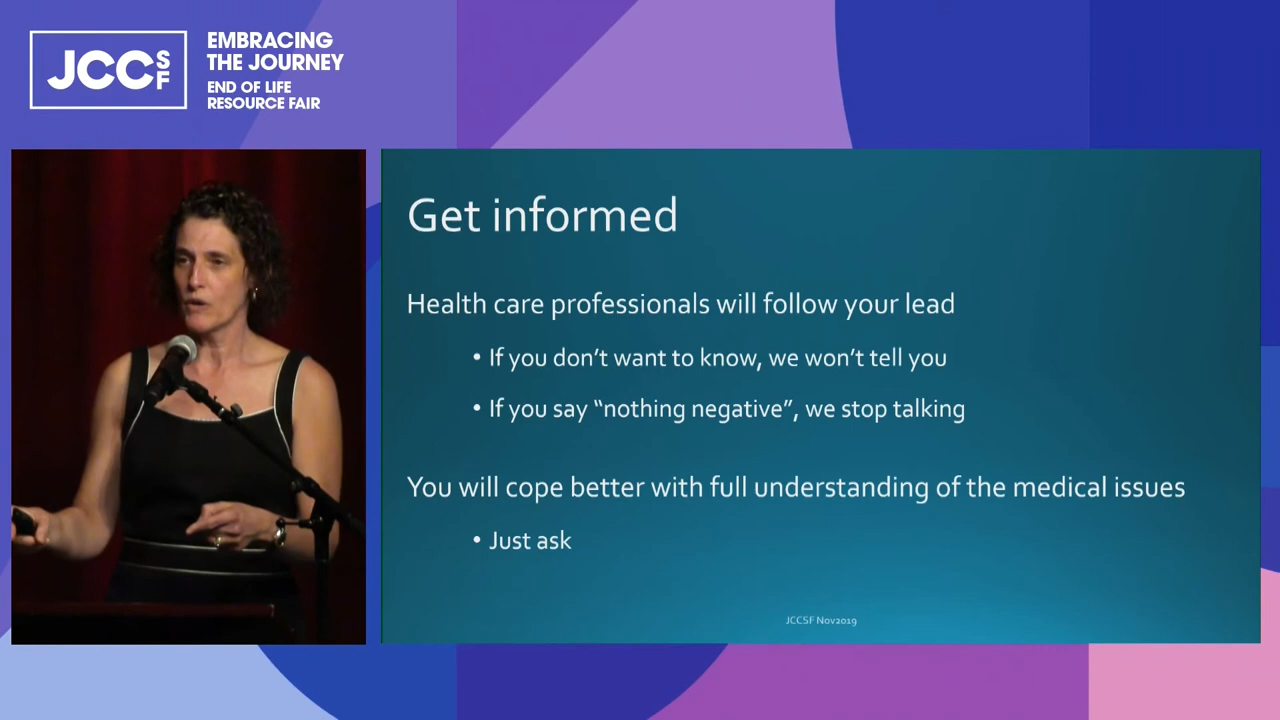 JCCSF
EMBRACING
THE JOURNEY
END OF LIFE
RESOURCE FAIR
Get informed
Health care professionals will follow your lead
• If you don’t want to know, we won’t tell you
• If you say “nothing negative”, we stop talking
You will cope better with full understanding of the medical issues
• Just ask
JCCSF Nov2019